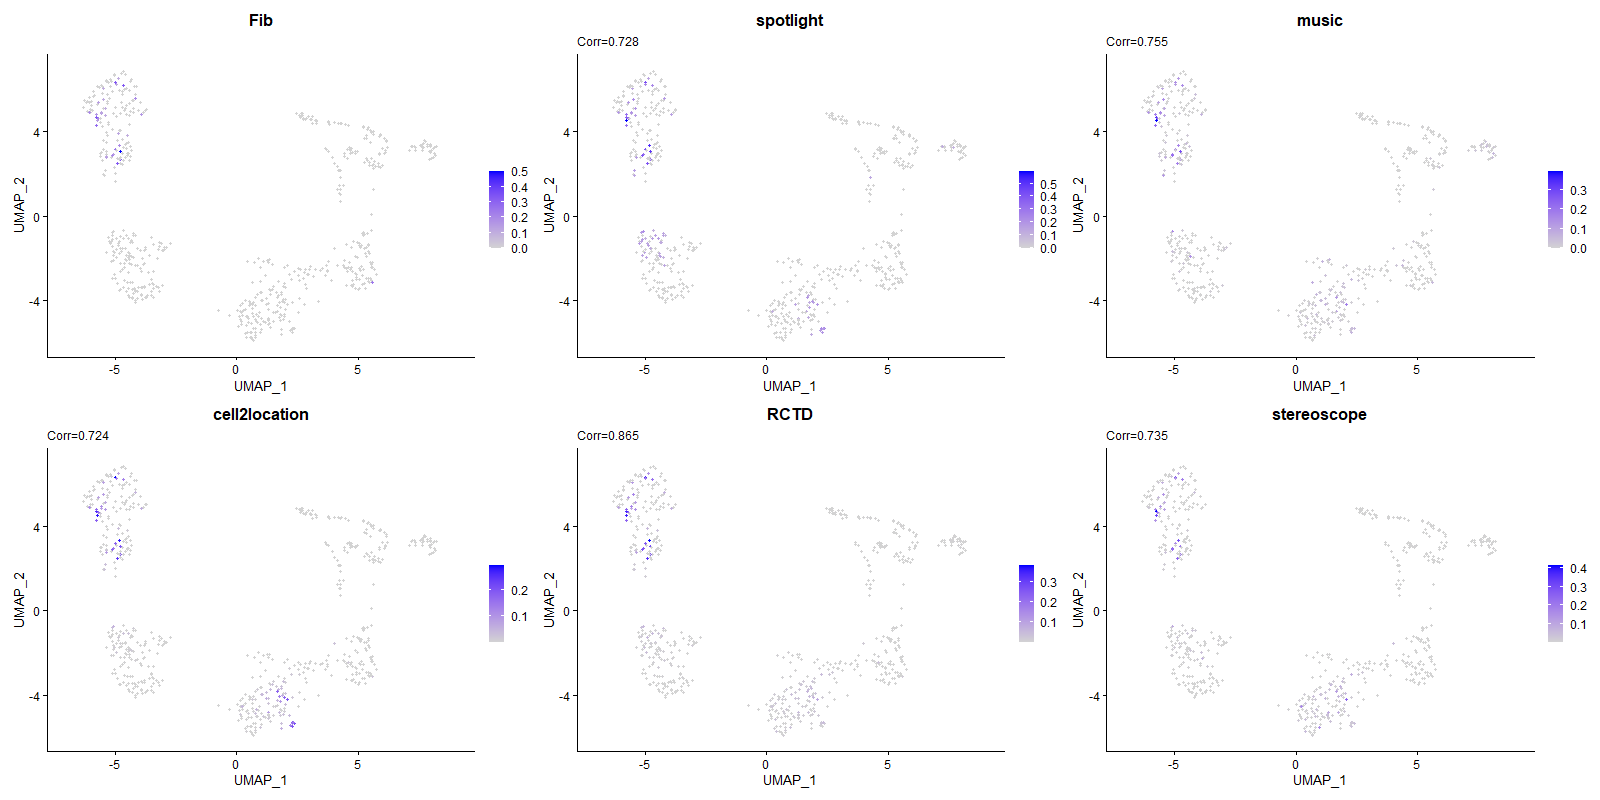 Fib
4
0
-4
UMAP_2
-5
0
5
UMAP_1
0.5
0.4
0.3
0.2
0.1
0.0
spotlight
Corr=0.728
4
0
-4
UMAP_2
-5
0
5
UMAP_1
0.5
0.4
0.3
0.2
0.1
0.0
music
Corr=0.755
4
0
-4
UMAP_2
-5
0
5
UMAP_1
0.3
0.2
0.1
0.0
cell2location
Corr=0.724
4
0
-4
UMAP_2
-5
0
5
UMAP_1
0.2
0.1
RCTD
Corr=0.865
4
0
-4
UMAP_2
-5
0
5
UMAP_1
0.3
0.2
0.1
stereoscope
Corr=0.735
4
0
-4
UMAP_2
-5
0
5
UMAP_1
0.4
0.3
0.2
0.1